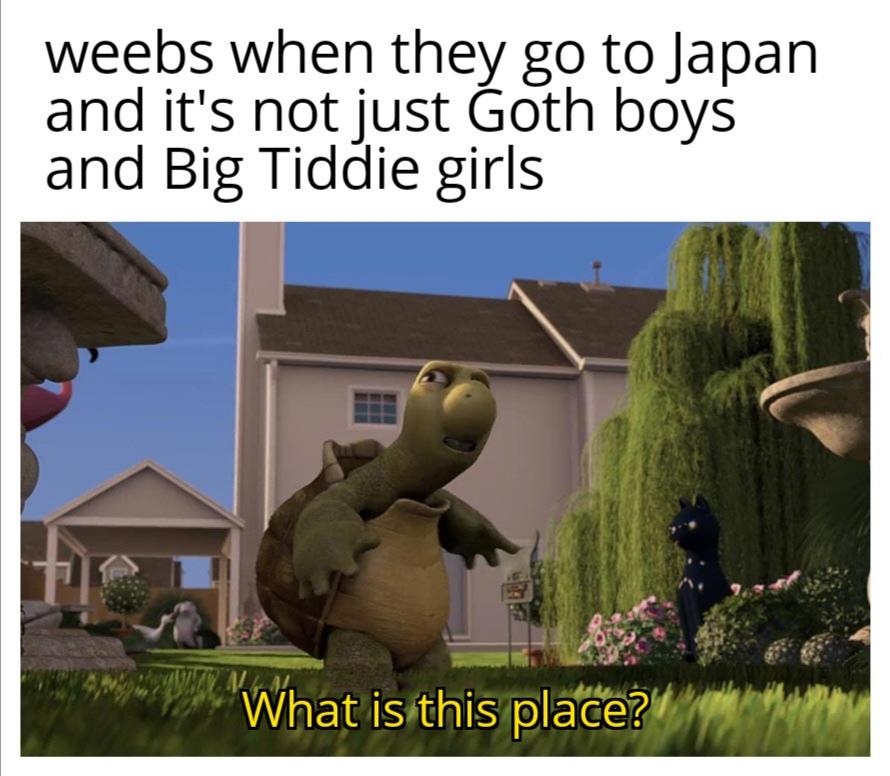 weebs when they go to Japan
and it's not just Goth boys
and Big Tiddie girls
What is this place?